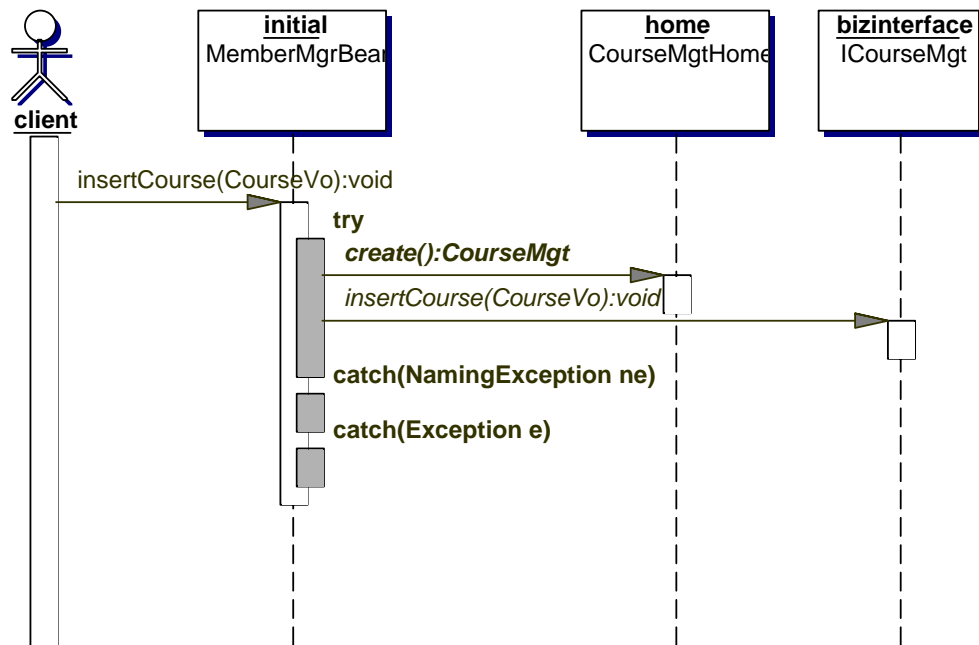 initial
MemberMgrBean
home
CourseMgtHome
bizinterface
ICourseMgt
client
insertCourse(CourseVo):void
try
create():CourseMgt
insertCourse(CourseVo):void
catch(NamingException ne)
catch(Exception e)